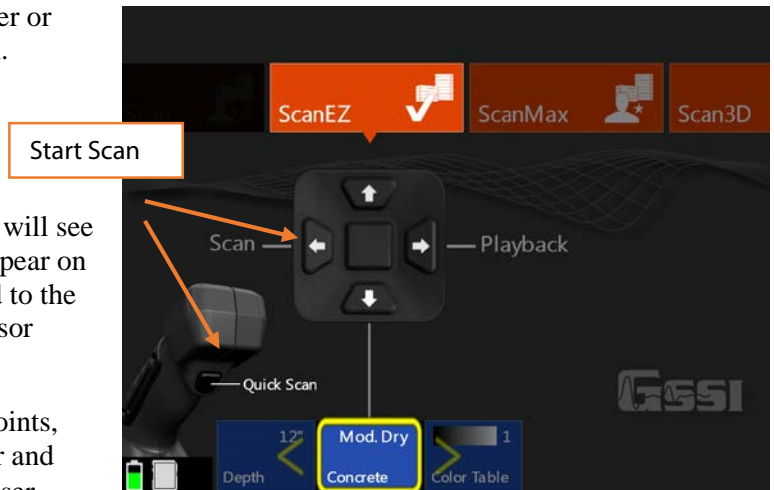 er or
.
ScanEZ
ScanMax
Scan3D
Start Scan
will see
pear on
l to the
sor
Scan
Playback
Quick Scan
GSSI
oints,
r and
ser
12"
Depth
Mod. Dry
Concrete
1
Color Table